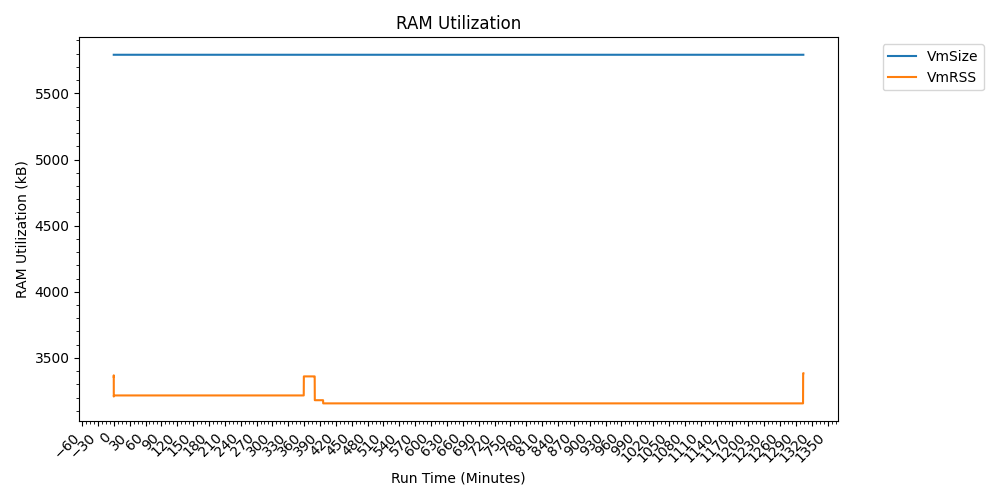 RAM Utilization
VmSize
VmRSS
RAM Utilization (kB)
5500
5000
4500
4000
3500
−60 −30 0 30 60 90 120 150 180 210 240 270 300 330 360 390 420 450 480 510 540 570 600 630 660 690 720 750 780 810 840 870 900 930 960 990 1020 1050 1080 1110 1140 1170 1200 1230 1260 1290 1320 1350
Run Time (Minutes)